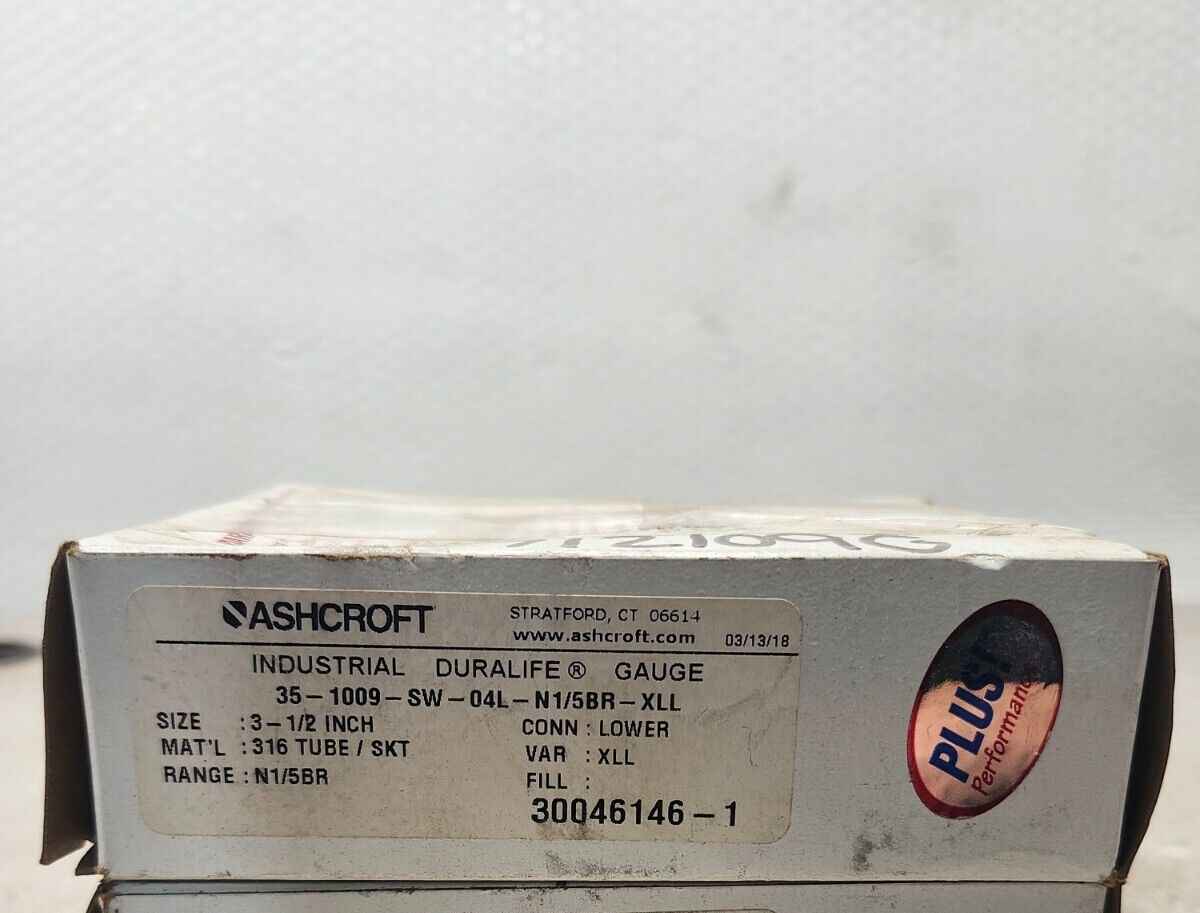 ASHCROFT
STRATFORD, CT 06614
www.ashcroft.com
03/13/18
INDUSTRIAL DURALIFE® GAUGE
35-1009-SW-04L-N1/5BR-XLL
SIZE :3-1/2 INCH
CONN : LOWER
MAT'L :316 TUBE / SKT
VAR : XLL
RANGE :N1/5BR
FILL :
30046146-1
PLUS!
Performance